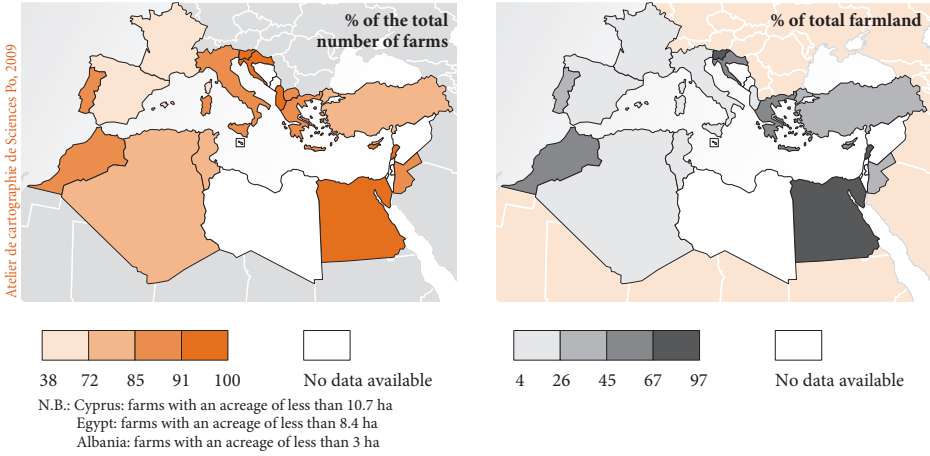 Atelier de cartographie de Sciences Po, 2009
% of the total
number of farms
% of total farmland
38 72 85 91 100
No data available
4 26 45 67 97
No data available
N.B.: Cyprus: farms with an acreage of less than 10.7 ha
Egypt: farms with an acreage of less than 8.4 ha
Albania: farms with an acreage of less than 3 ha